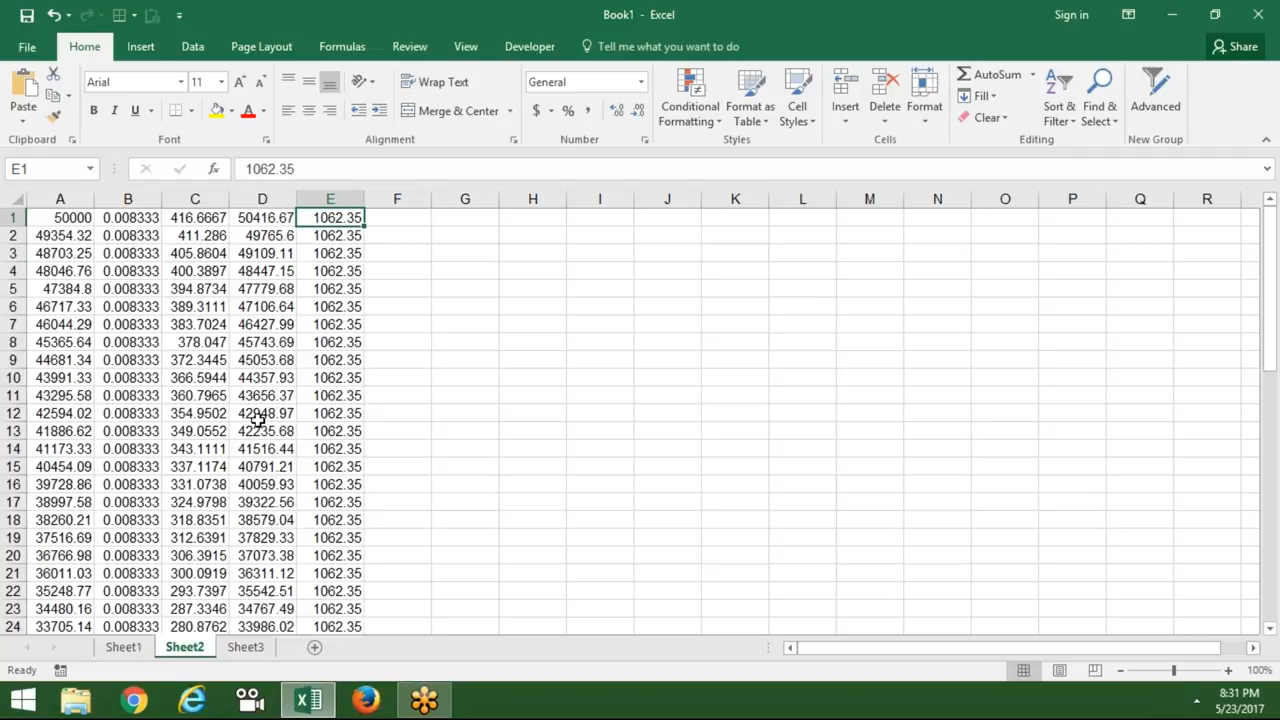 Book1 - Excel
Sign in
File Home Insert Data Page Layout Formulas Review View Developer Tell me what you want to do Share
Paste
Arial 11
Wrap Text
General
Conditional Formatting
Format as Table
Cell Styles
Insert
Delete
Format
AutoSum
Fill
Clear
Sort & Filter
Find & Select
Advanced
B I U
Merge & Center
$ % ,
Clipboard Font Alignment Number Styles Cells Editing New Group
E1 fx 1062.35
A B C D E F G H I J K L M N O P Q R
1 50000 0.008333 416.6667 50416.67 1062.35
2 49354.32 0.008333 411.286 49765.6 1062.35
3 48703.25 0.008333 405.8604 49109.11 1062.35
4 48046.76 0.008333 400.3897 48447.15 1062.35
5 47384.8 0.008333 394.8734 47779.68 1062.35
6 46717.33 0.008333 389.3111 47106.64 1062.35
7 46044.29 0.008333 383.7024 46427.99 1062.35
8 45365.64 0.008333 378.047 45743.69 1062.35
9 44681.34 0.008333 372.3445 45053.68 1062.35
10 43991.33 0.008333 366.5944 44357.93 1062.35
11 43295.58 0.008333 360.7965 43656.37 1062.35
12 42594.02 0.008333 354.9502 42948.97 1062.35
13 41886.62 0.008333 349.0552 42235.68 1062.35
14 41173.33 0.008333 343.1111 41516.44 1062.35
15 40454.09 0.008333 337.1174 40791.21 1062.35
16 39728.86 0.008333 331.0738 40059.93 1062.35
17 38997.58 0.008333 324.9798 39322.56 1062.35
18 38260.21 0.008333 318.8351 38579.04 1062.35
19 37516.69 0.008333 312.6391 37829.33 1062.35
20 36766.98 0.008333 306.3915 37073.38 1062.35
21 36011.03 0.008333 300.0919 36311.12 1062.35
22 35248.77 0.008333 293.7397 35542.51 1062.35
23 34480.16 0.008333 287.3346 34767.49 1062.35
24 33705.14 0.008333 280.8762 33986.02 1062.35
Sheet1 Sheet2 Sheet3
Ready 100%
8:31 PM
5/23/2017